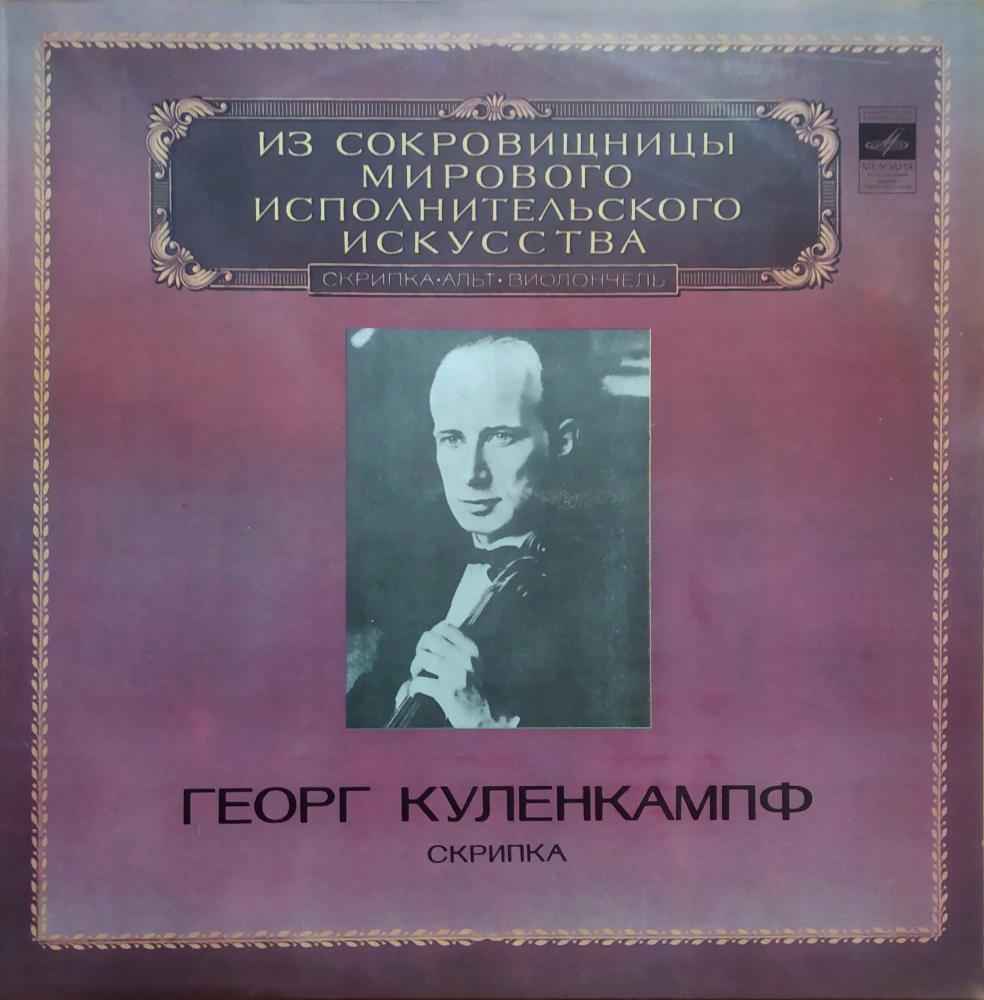 ИЗ СОКРОВИЩНИЦЫ
МИРОВОГО
ИСПОЛНИТЕЛЬСКОГО
ИСКУССТВА
СКРИПКА•АЛЬТ•ВИОЛОНЧЕЛЬ
МЕЛОДИЯ
ГЕОРГ КУЛЕНКАМПФ
СКРИПКА